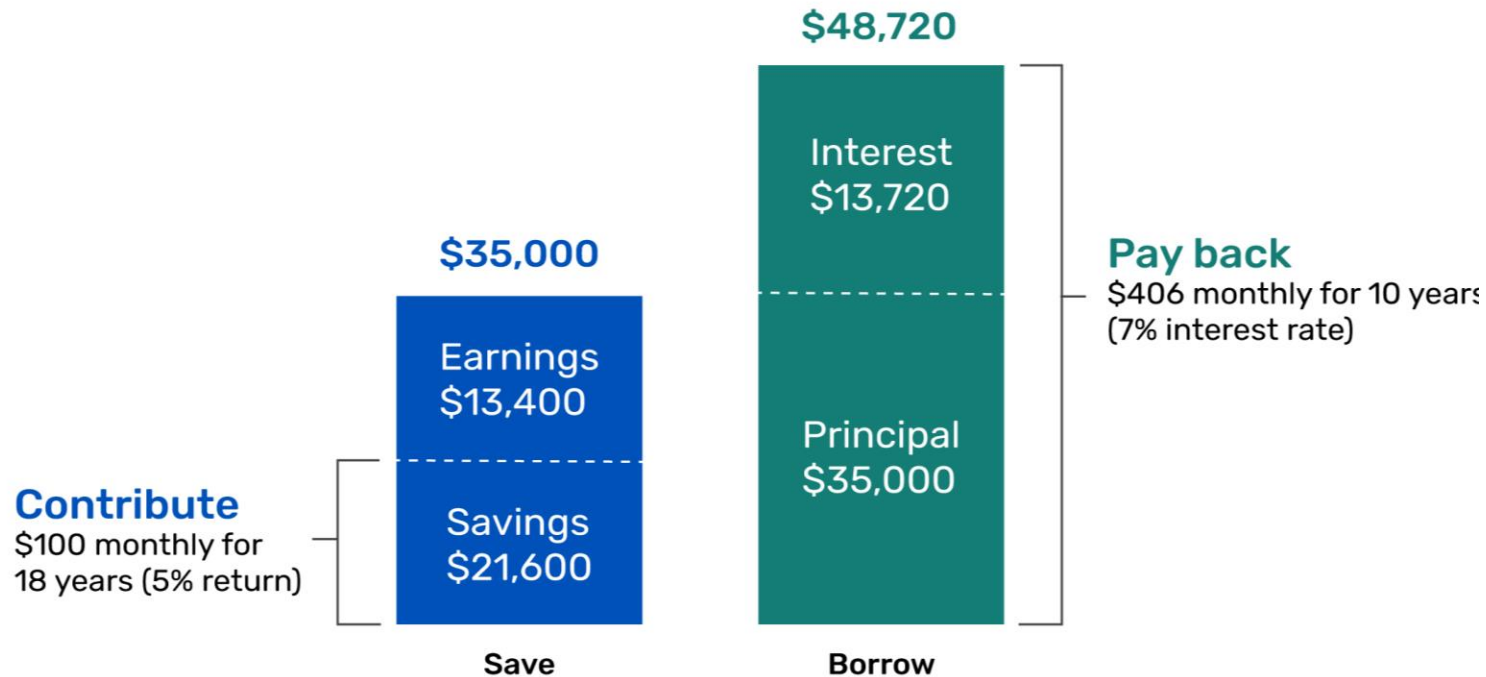 $48,720
Interest
$13,720
$35,000
Pay back
$406 monthly for 10 years
(7% interest rate)
Earnings
$13,400
Principal
$35,000
Contribute
$100 monthly for
18 years (5% return)
Savings
$21,600
Save
Borrow